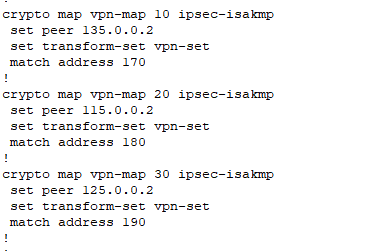 !
crypto map vpn-map 10 ipsec-isakmp
 set peer 135.0.0.2
 set transform-set vpn-set
 match address 170
!
crypto map vpn-map 20 ipsec-isakmp
 set peer 115.0.0.2
 set transform-set vpn-set
 match address 180
!
crypto map vpn-map 30 ipsec-isakmp
 set peer 125.0.0.2
 set transform-set vpn-set
 match address 190
!